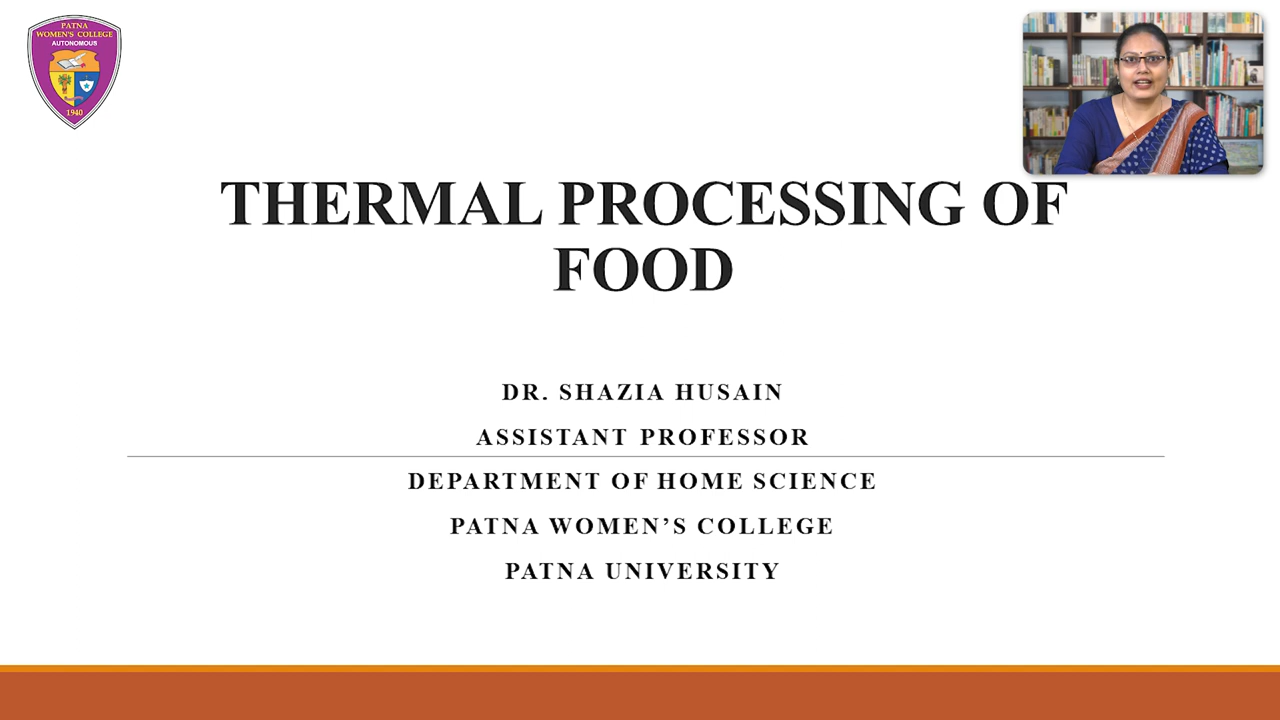 PATNA
WOMEN'S COLLEGE
AUTONOMOUS
1940
THERMAL PROCESSING OF
FOOD
DR. SHAZIA HUSAIN
ASSISTANT PROFESSOR
DEPARTMENT OF HOME SCIENCE
PATNA WOMEN’S COLLEGE
PATNA UNIVERSITY